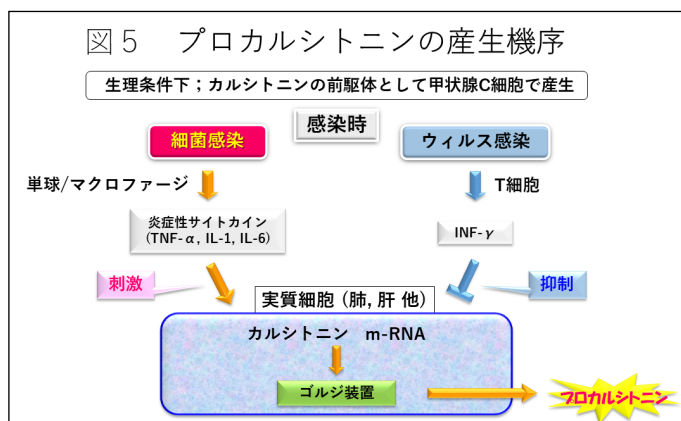 図5 プロカルシトニンの産生機序
生理条件下；カルシトニンの前駆体として甲状腺C細胞で産生
感染時
細菌感染
ウィルス感染
単球/マクロファージ
T細胞
炎症性サイトカイン
(TNF-α, IL-1, IL-6)
INF-γ
刺激
抑制
実質細胞 (肺, 肝 他)
カルシトニン m-RNA
ゴルジ装置
プロカルシトニン